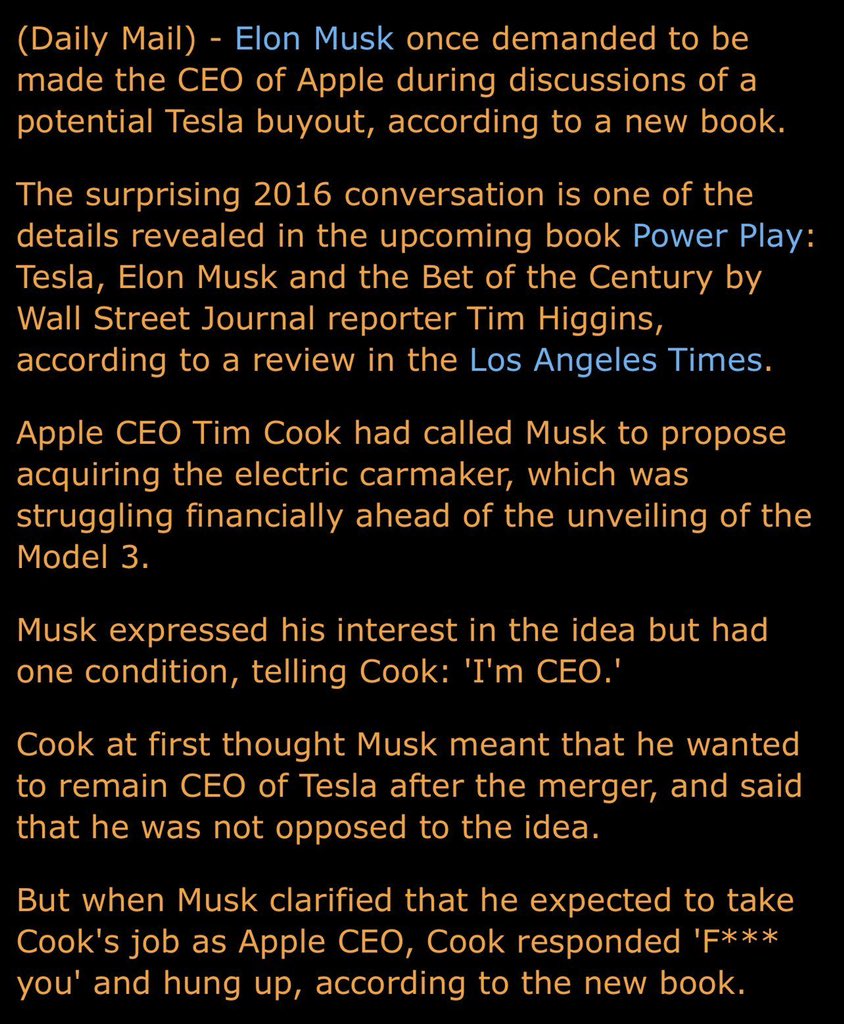 (Daily Mail) - Elon Musk once demanded to be
made the CEO of Apple during discussions of a
potential Tesla buyout, according to a new book.
The surprising 2016 conversation is one of the
details revealed in the upcoming book Power Play:
Tesla, Elon Musk and the Bet of the Century by
Wall Street Journal reporter Tim Higgins,
according to a review in the Los Angeles Times.
Apple CEO Tim Cook had called Musk to propose
acquiring the electric carmaker, which was
struggling financially ahead of the unveiling of the
Model 3.
Musk expressed his interest in the idea but had
one condition, telling Cook: 'I'm CEO.'
Cook at first thought Musk meant that he wanted
to remain CEO of Tesla after the merger, and said
that he was not opposed to the idea.
But when Musk clarified that he expected to take
Cook's job as Apple CEO, Cook responded 'F***
you' and hung up, according to the new book.